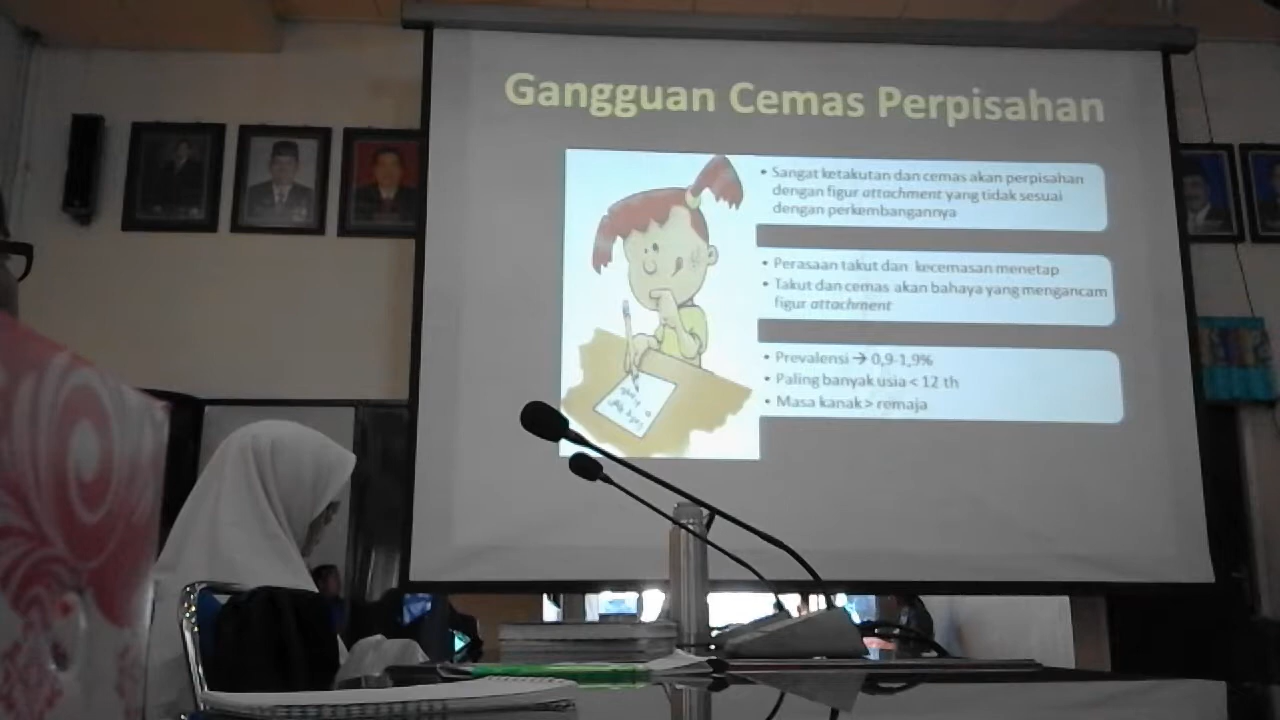 Gangguan Cemas Perpisahan
• Sangat ketakutan dan cemas akan perpisahan
dengan figur attachment yang tidak sesuai
dengan perkembangannya
• Perasaan takut dan kecemasan menetap
• Takut dan cemas akan bahaya yang mengancam
figur attachment
• Prevalensi → 0,9-1,9%
• Paling banyak usia < 12 th
• Masa kanak > remaja